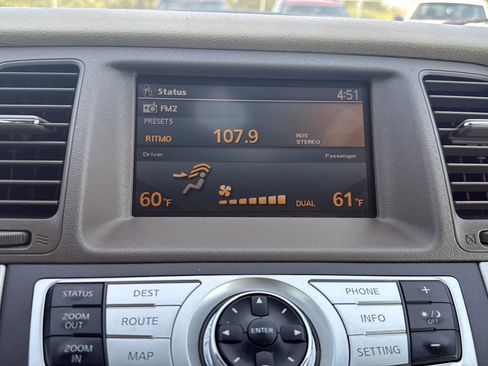 Status 4:51
FM2
PRESET5
RITMO 107.9 RDS
STEREO
Driver Passenger
60°F DUAL 61°F
STATUS DEST PHONE +
ZOOM OUT ROUTE ENTER INFO OFF
ZOOM IN MAP SETTING −